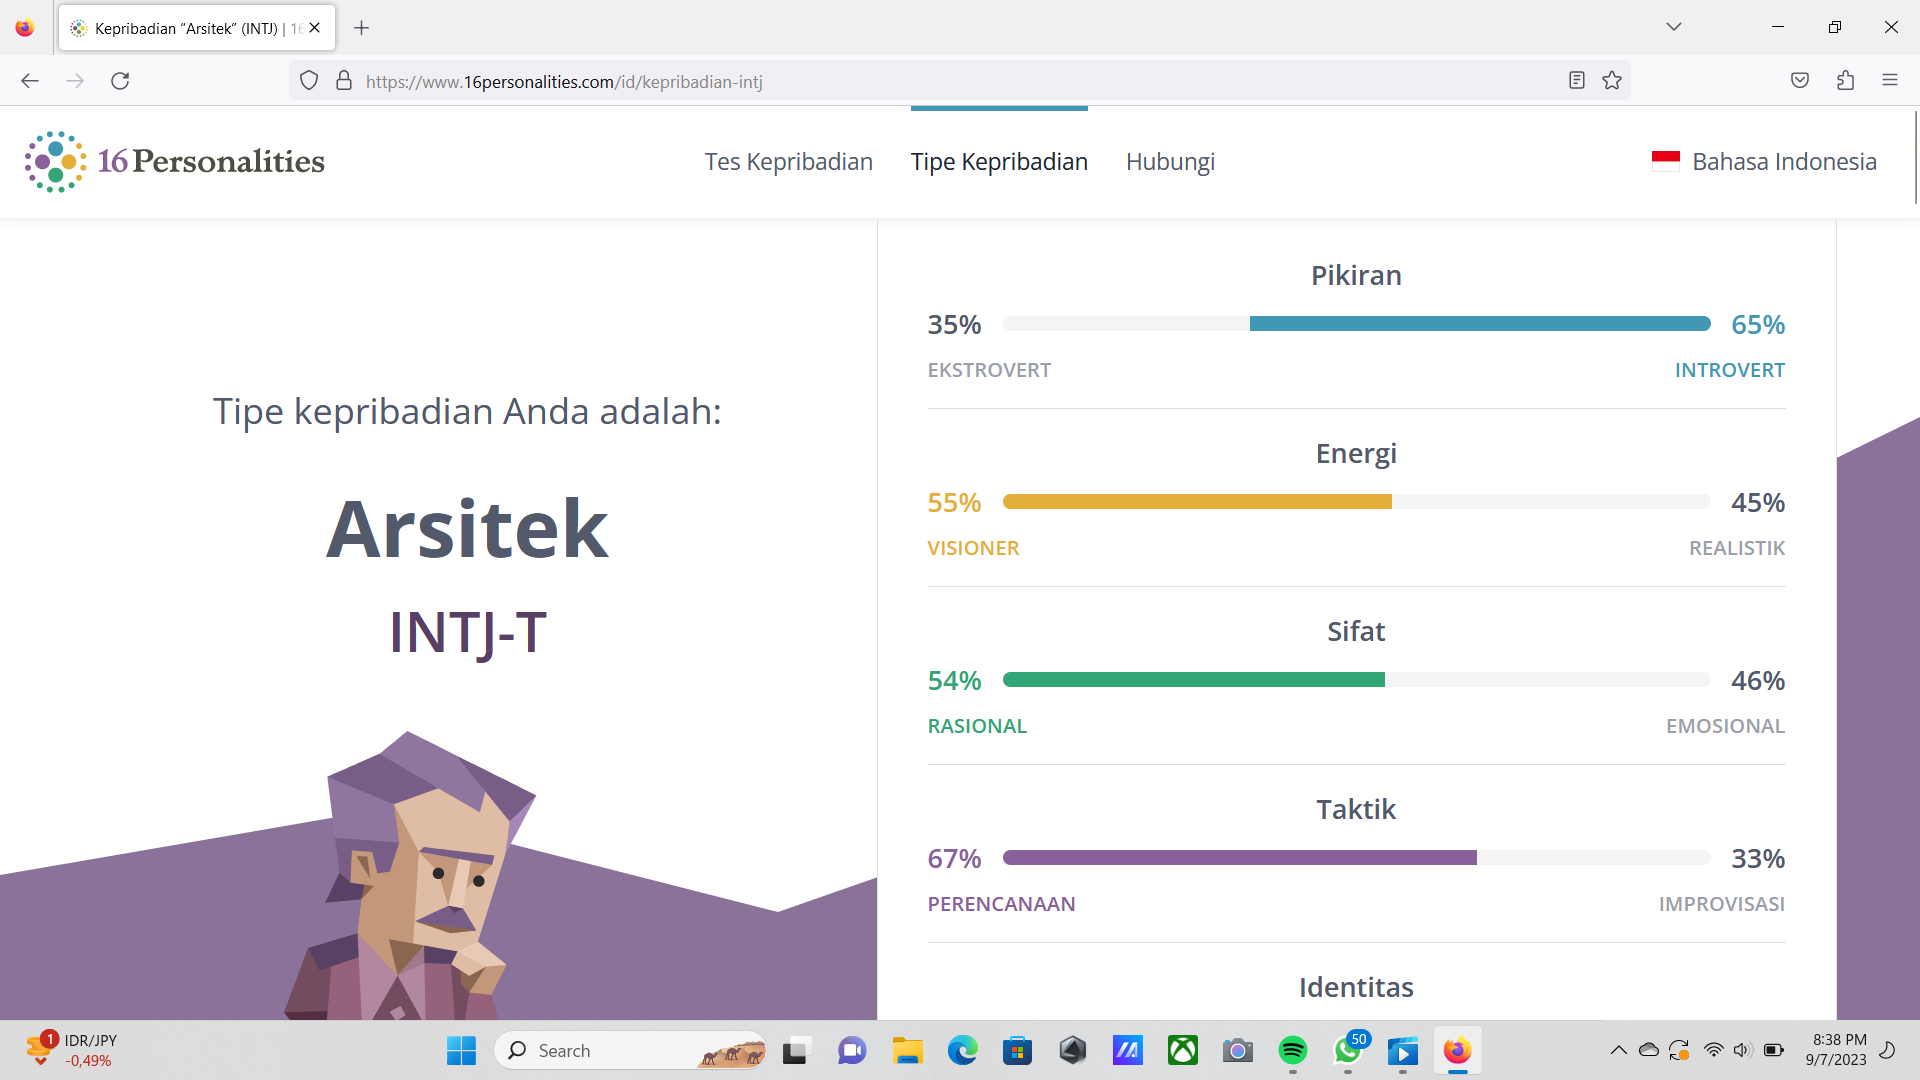 Kepribadian “Arsitek” (INTJ) | 16
https://www.16personalities.com/id/kepribadian-intj
16Personalities
Tes Kepribadian
Tipe Kepribadian
Hubungi
Bahasa Indonesia
Tipe kepribadian Anda adalah:
Arsitek
INTJ-T
Pikiran
35% 65%
EKSTROVERT INTROVERT
Energi
55% 45%
VISIONER REALISTIK
Sifat
54% 46%
RASIONAL EMOSIONAL
Taktik
67% 33%
PERENCANAAN IMPROVISASI
Identitas
1
IDR/JPY
-0,49%
Search
50
8:38 PM
9/7/2023